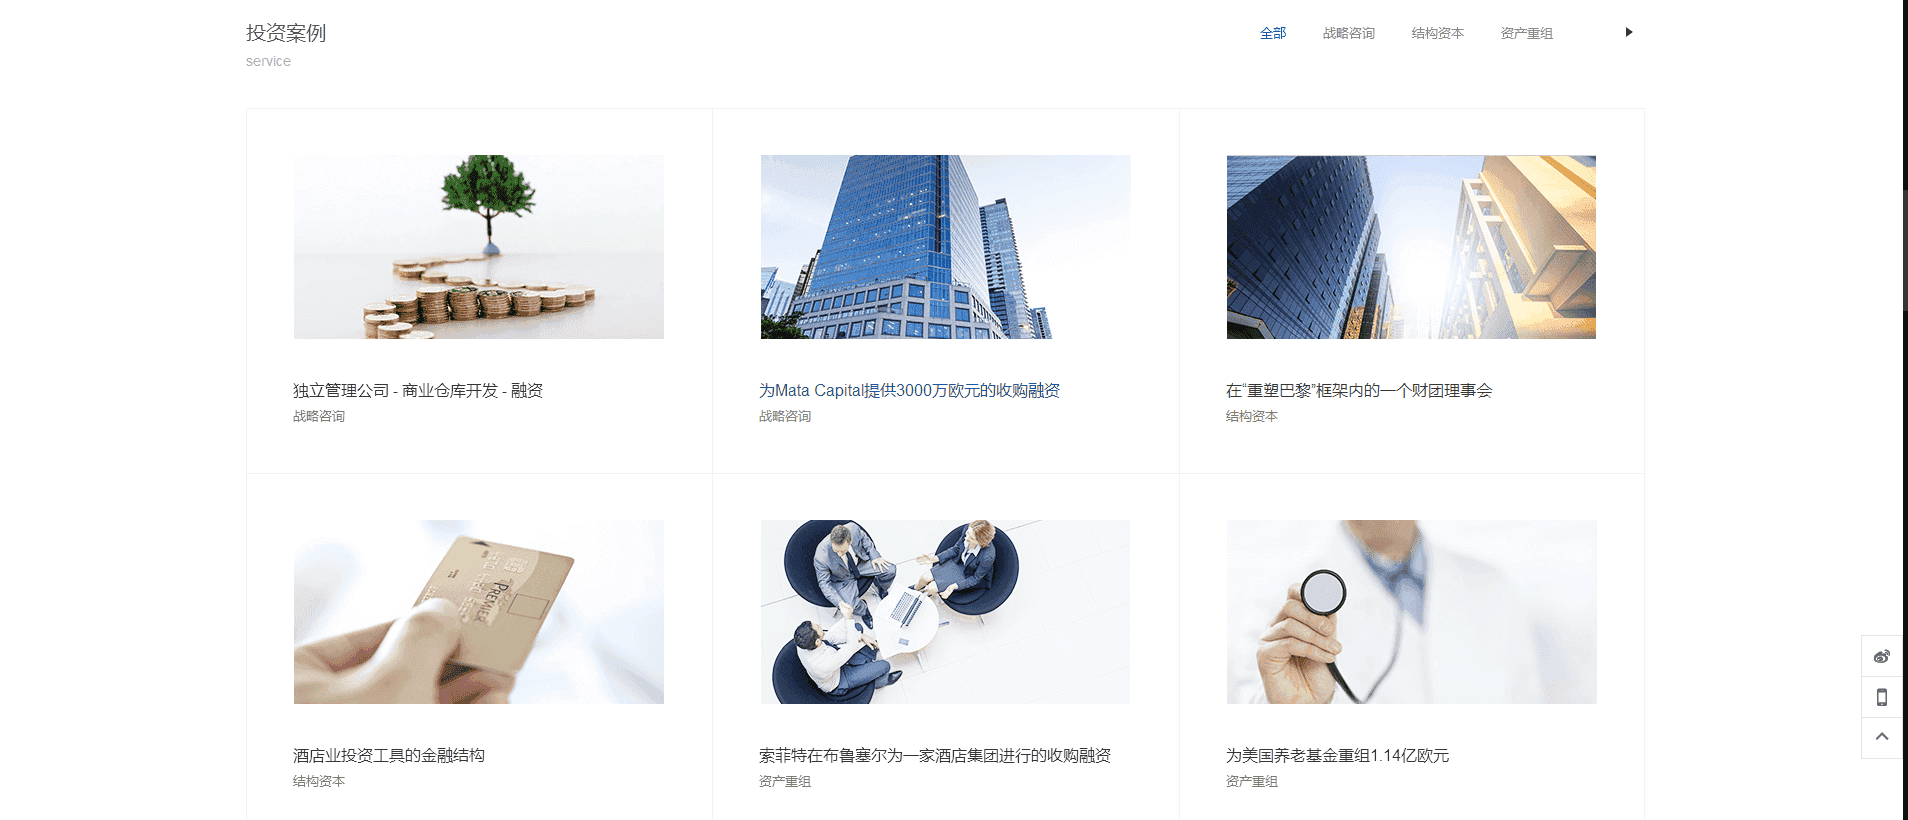 投资案例
全部 战略咨询 结构资本 资产重组
service
独立管理公司 - 商业仓库开发 - 融资
战略咨询
为Mata Capital提供3000万欧元的收购融资
战略咨询
在“重塑巴黎”框架内的一个财团理事会
结构资本
PREMIER
酒店业投资工具的金融结构
结构资本
索菲特在布鲁塞尔为一家酒店集团进行的收购融资
资产重组
为美国养老基金重组1.14亿欧元
资产重组